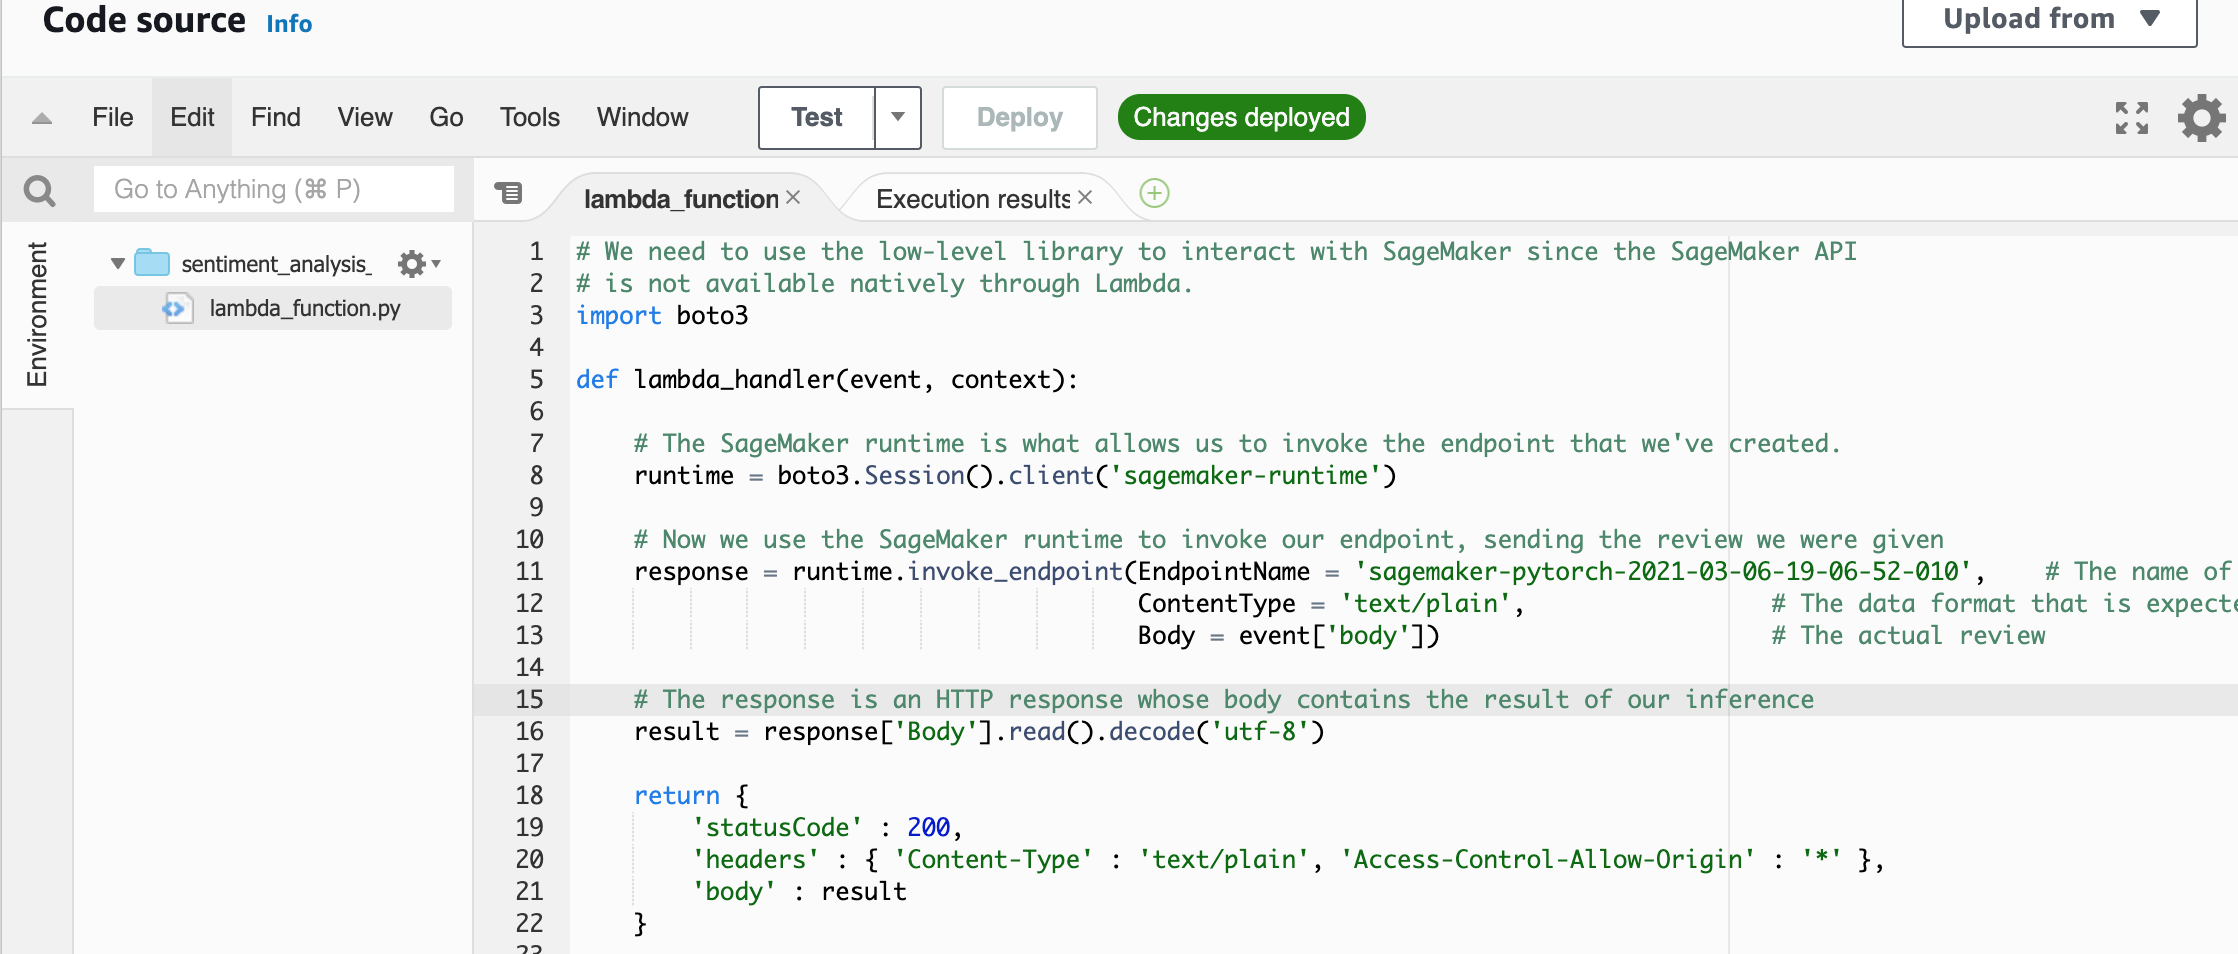 Code source Info
Upload from
File Edit Find View Go Tools Window Test Deploy Changes deployed
Go to Anything (⌘ P)
lambda_function Execution results
Environment
sentiment_analysis_
lambda_function.py
1 # We need to use the low-level library to interact with SageMaker since the SageMaker API
2 # is not available natively through Lambda.
3 import boto3
4
5 def lambda_handler(event, context):
6
7 # The SageMaker runtime is what allows us to invoke the endpoint that we've created.
8 runtime = boto3.Session().client('sagemaker-runtime')
9
10 # Now we use the SageMaker runtime to invoke our endpoint, sending the review we were given
11 response = runtime.invoke_endpoint(EndpointName = 'sagemaker-pytorch-2021-03-06-19-06-52-010', # The name of
12 ContentType = 'text/plain', # The data format that is expecte
13 Body = event['body']) # The actual review
14
15 # The response is an HTTP response whose body contains the result of our inference
16 result = response['Body'].read().decode('utf-8')
17
18 return {
19 'statusCode' : 200,
20 'headers' : { 'Content-Type' : 'text/plain', 'Access-Control-Allow-Origin' : '*' },
21 'body' : result
22 }
23